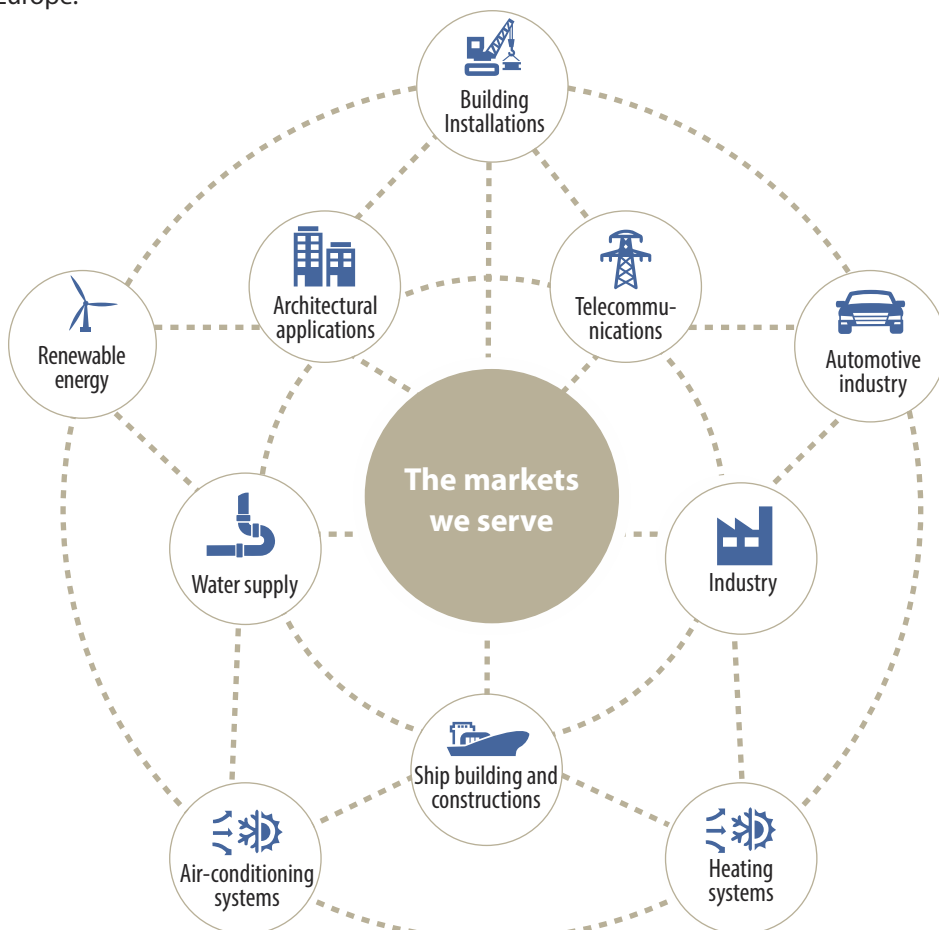 Europe.
Building
Installations
Architectural
applications
Telecommu-
nications
Renewable
energy
Automotive
industry
The markets
we serve
Water supply
Industry
Ship building and
constructions
Air-conditioning
systems
Heating
systems